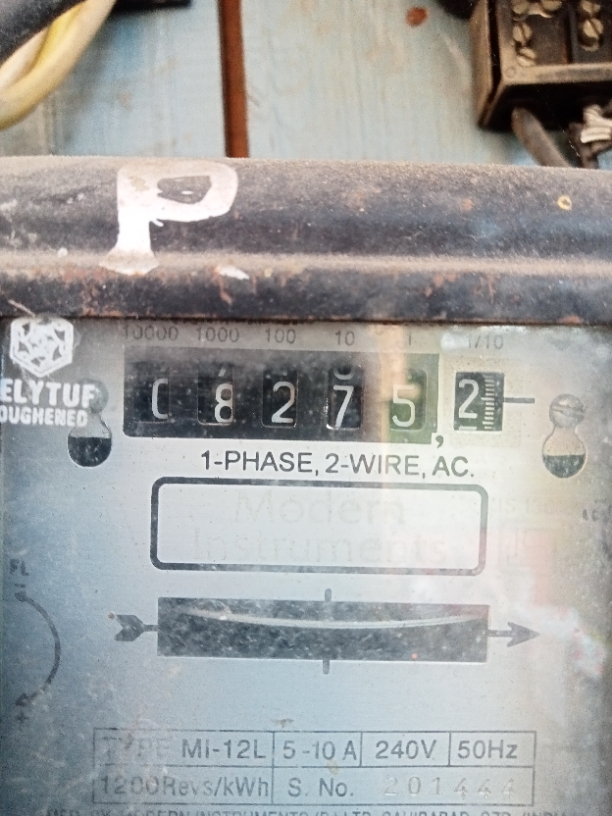 P
10000 1000 100 10 1 1/10
ELYTUF
OUGHENED
0 8 2 7 5 , 2
1-PHASE, 2-WIRE, AC.
Modern
Instruments
FL
TYPE MI-12L 5-10A 240V 50Hz
1200Revs/kWh S. No. 201444